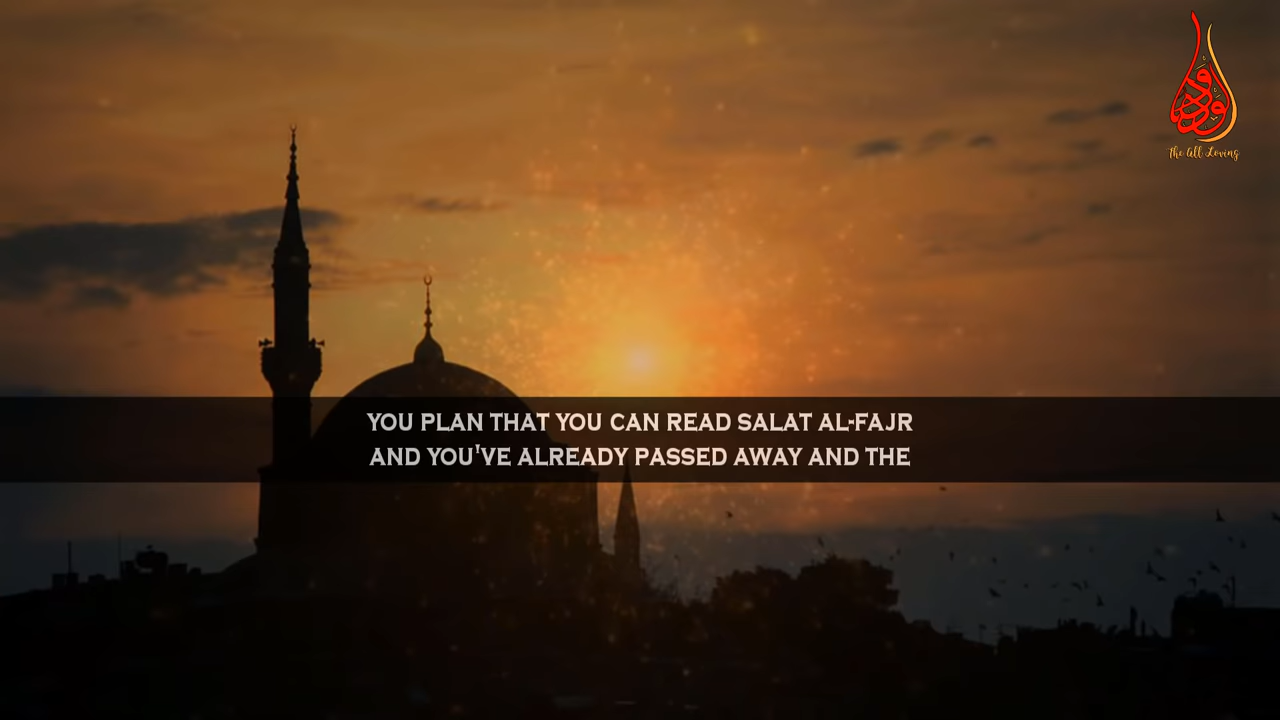 الودود
The All Loving
YOU PLAN THAT YOU CAN READ SALAT AL-FAJR
AND YOU'VE ALREADY PASSED AWAY AND THE